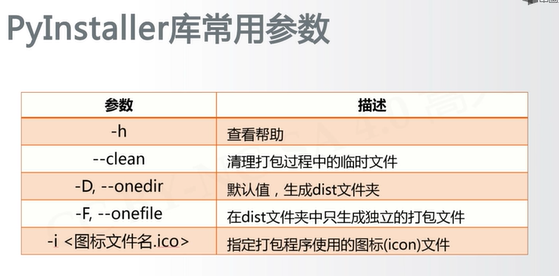 PyInstaller库常用参数
参数 描述
-h 查看帮助
--clean 清理打包过程中的临时文件
-D, --onedir 默认值，生成dist文件夹
-F, --onefile 在dist文件夹中只生成独立的打包文件
-i <图标文件名.ico> 指定打包程序使用的图标(icon)文件